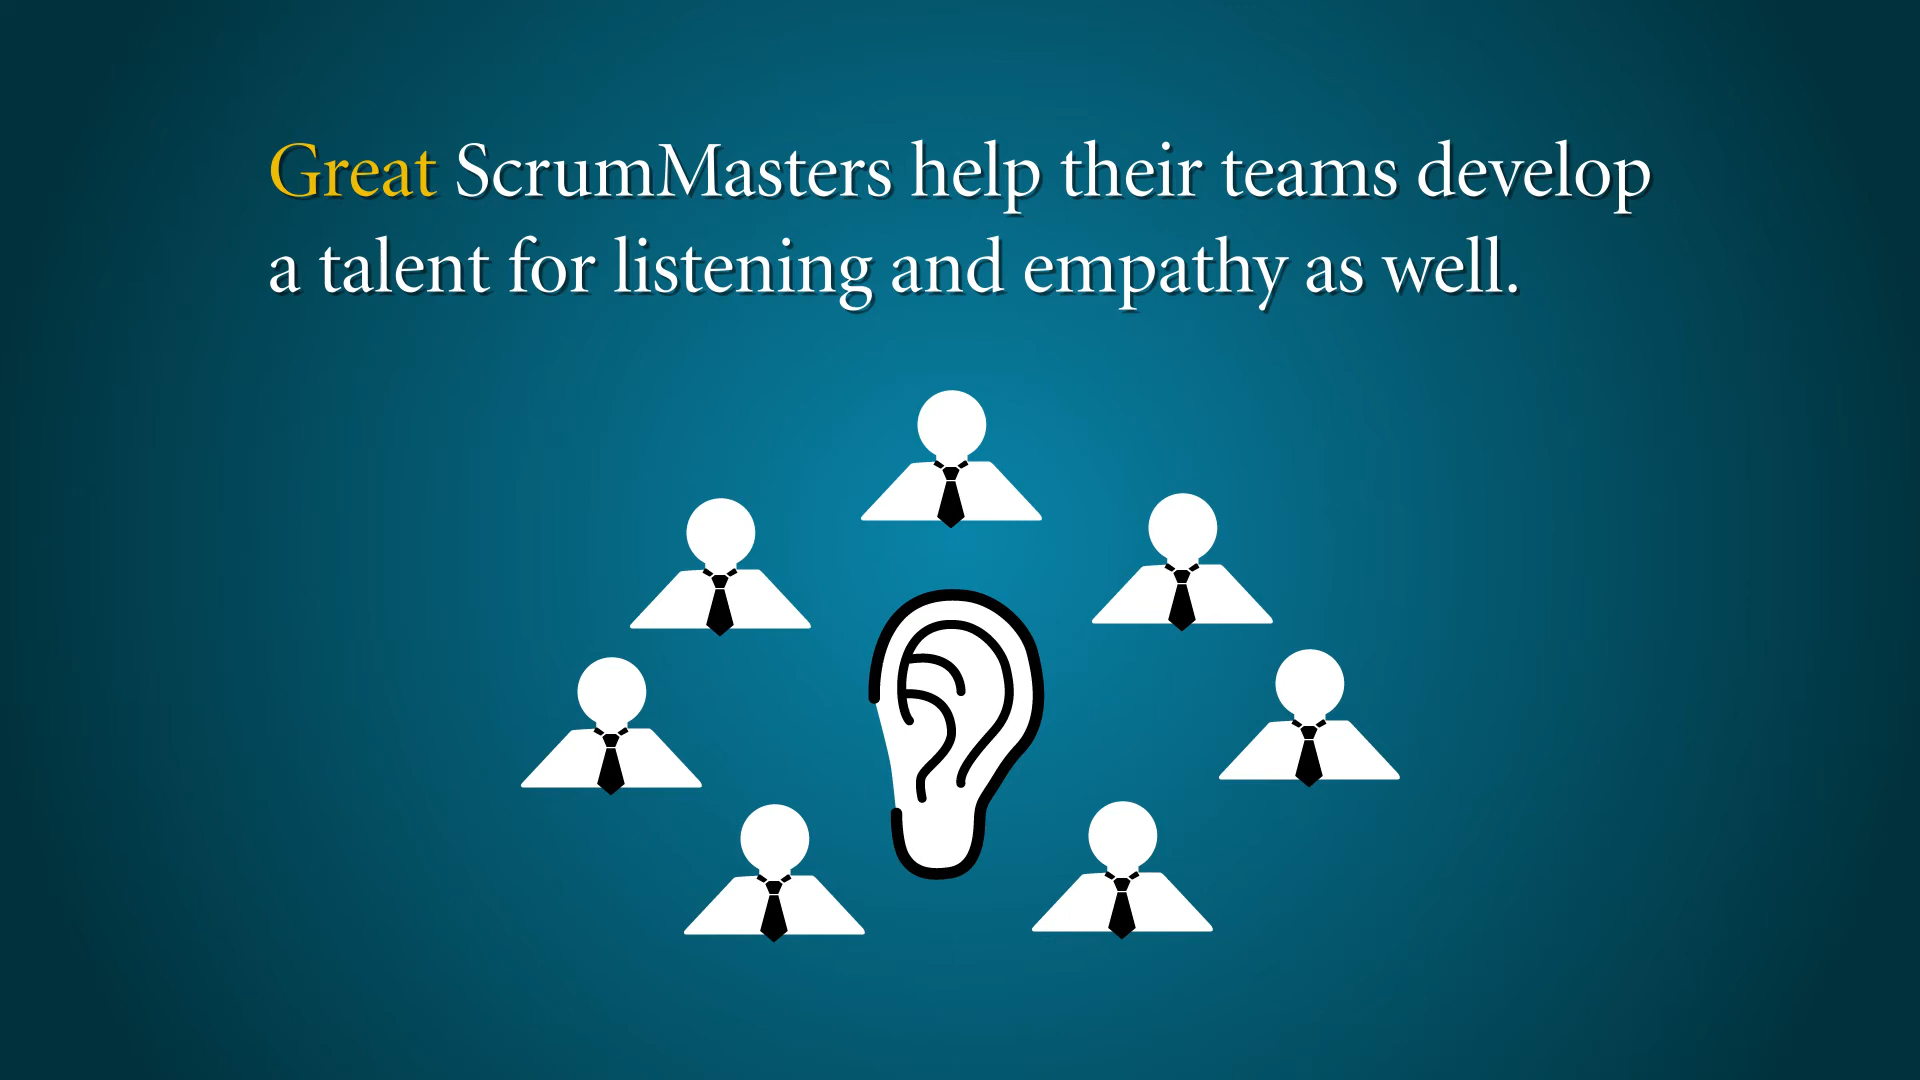 Great ScrumMasters help their teams develop
a talent for listening and empathy as well.